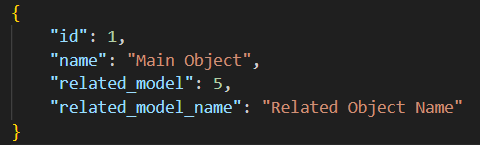 {
"id": 1,
"name": "Main Object",
"related_model": 5,
"related_model_name": "Related Object Name"
}